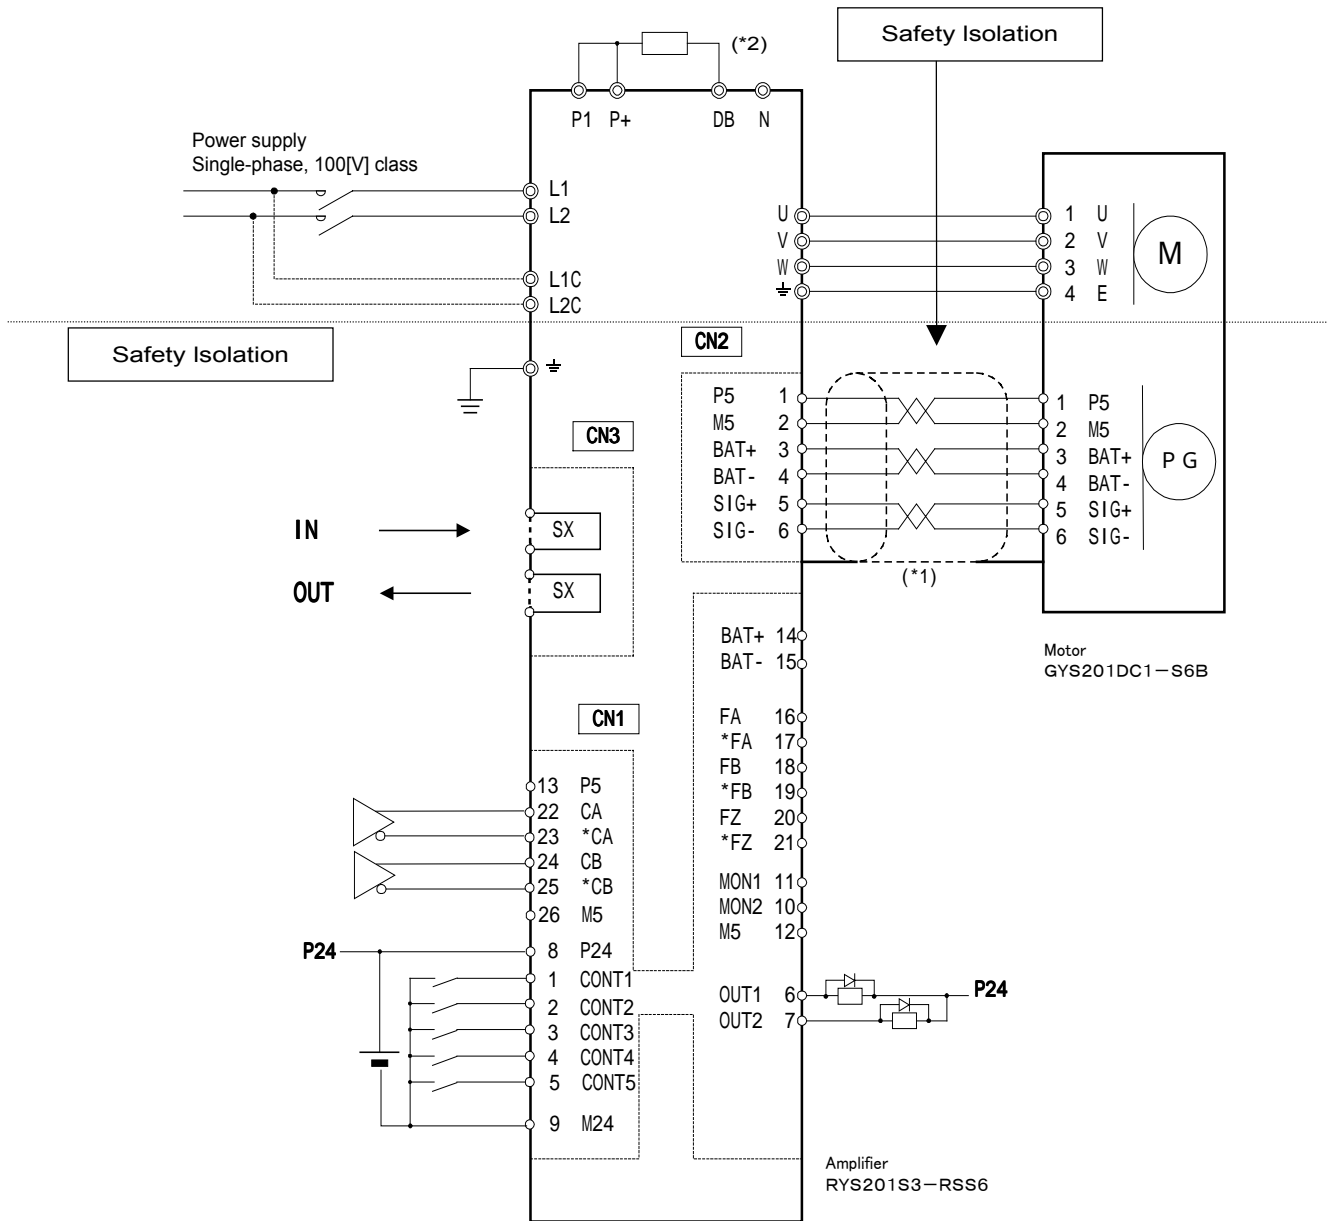 (*2)
Safety Isolation
P1 P+ DB N
Power supply
Single-phase, 100[V] class
L1
L2
L1C
L2C
U
V
W
1 U
2 V
3 W
4 E
M
Safety Isolation
CN2
P5 1
M5 2
BAT+ 3
BAT- 4
SIG+ 5
SIG- 6
(*1)
1 P5
2 M5
3 BAT+
4 BAT-
5 SIG+
6 SIG-
PG
CN3
IN
SX
OUT
SX
Motor
GYS201DC1-S6B
BAT+ 14
BAT- 15
FA 16
*FA 17
FB 18
*FB 19
FZ 20
*FZ 21
MON1 11
MON2 10
M5 12
OUT1 6
OUT2 7
P24
CN1
13 P5
22 CA
23 *CA
24 CB
25 *CB
26 M5
P24
8 P24
1 CONT1
2 CONT2
3 CONT3
4 CONT4
5 CONT5
9 M24
Amplifier
RYS201S3-RSS6